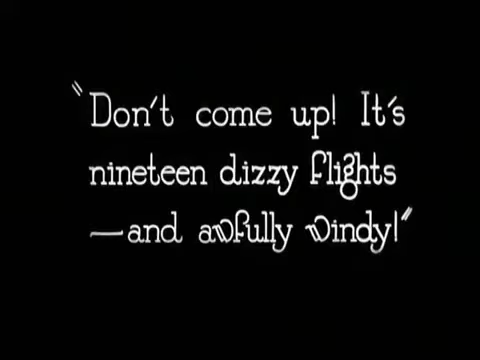 "Don't come up! It's
nineteen dizzy flights
—and awfully windy!"